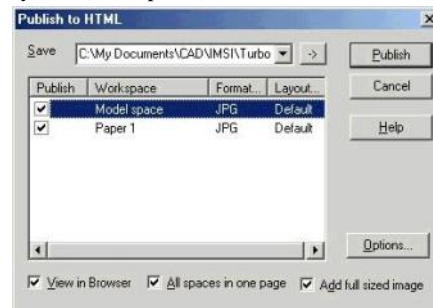 Publish to HTML
Save C:\My Documents\CAD\IMSI\Turbo -> Publish
Publish Workspace Format... Layout... Cancel
Model space JPG Default
Paper 1 JPG Default Help
Options...
View in Browser All spaces in one page Add full sized image